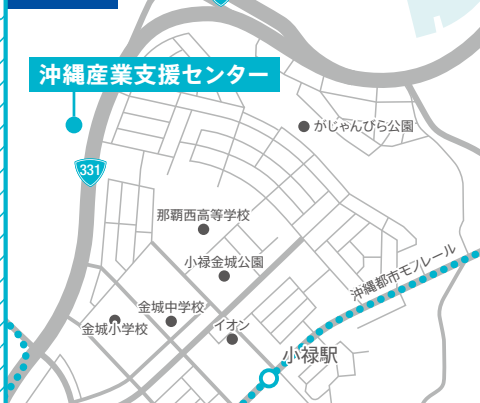 沖縄産業支援センター
がじゃんびら公園
331
那覇西高等学校
小禄金城公園
沖縄都市モノレール
金城中学校
金城小学校
イオン
小禄駅